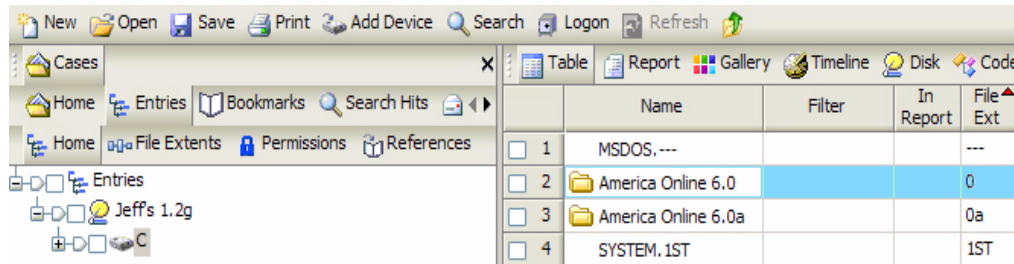 New Open Save Print Add Device Search Logon Refresh
Cases
Table Report Gallery Timeline Disk Code
Home Entries Bookmarks Search Hits
Name Filter In Report File Ext
Home File Extents Permissions References
1 MSDOS.--- ---
Entries
2 America Online 6.0 0
Jeff's 1.2g
3 America Online 6.0a 0a
C
4 SYSTEM.1ST 1ST